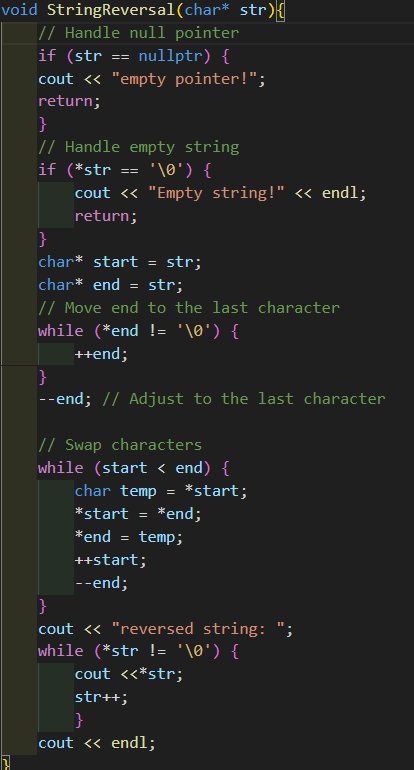 void StringReversal(char* str){
    // Handle null pointer
    if (str == nullptr) {
    cout << "empty pointer!";
    return;
    }
    // Handle empty string
    if (*str == '\0') {
        cout << "Empty string!" << endl;
        return;
    }
    char* start = str;
    char* end = str;
    // Move end to the last character
    while (*end != '\0') {
        ++end;
    }
    --end; // Adjust to the last character

    // Swap characters
    while (start < end) {
        char temp = *start;
        *start = *end;
        *end = temp;
        ++start;
        --end;
    }
    cout << "reversed string: ";
    while (*str != '\0') {
        cout <<*str;
        str++;
        }
    cout << endl;
}